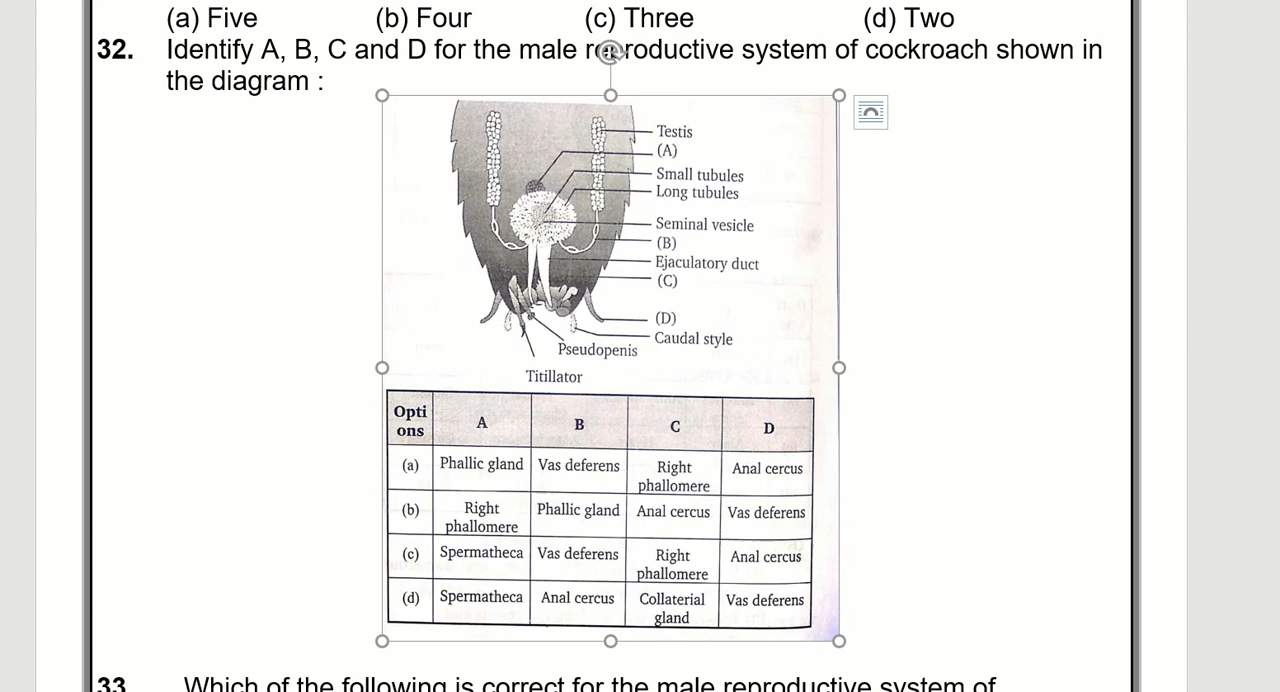 (a) Five (b) Four (c) Three (d) Two
32. Identify A, B, C and D for the male reproductive system of cockroach shown in
the diagram :
Testis
(A)
Small tubules
Long tubules
Seminal vesicle
(B)
Ejaculatory duct
(C)
(D)
Caudal style
Pseudopenis
Titillator
Opti
ons A B C D
(a) Phallic gland Vas deferens Right
phallomere Anal cercus
(b) Right
phallomere Phallic gland Anal cercus Vas deferens
(c) Spermatheca Vas deferens Right
phallomere Anal cercus
(d) Spermatheca Anal cercus Collaterial
gland Vas deferens
33 Which of the following is correct for the male reproductive system of